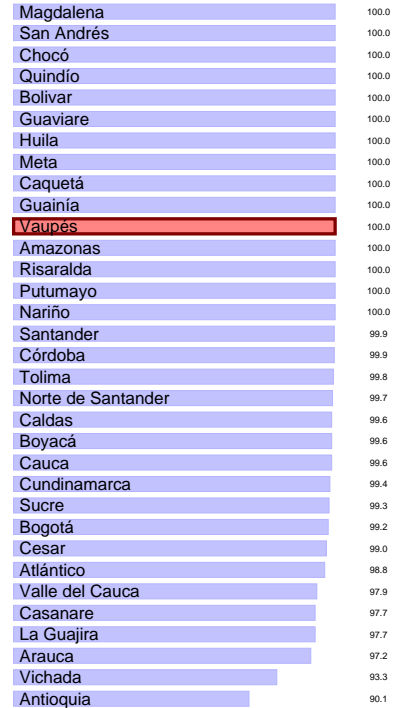 Magdalena 100.0
San Andrés 100.0
Chocó 100.0
Quindío 100.0
Bolivar 100.0
Guaviare 100.0
Huila 100.0
Meta 100.0
Caquetá 100.0
Guainía 100.0
Vaupés 100.0
Amazonas 100.0
Risaralda 100.0
Putumayo 100.0
Nariño 100.0
Santander 99.9
Córdoba 99.9
Tolima 99.8
Norte de Santander 99.7
Caldas 99.6
Boyacá 99.6
Cauca 99.6
Cundinamarca 99.4
Sucre 99.3
Bogotá 99.2
Cesar 99.0
Atlántico 98.8
Valle del Cauca 97.9
Casanare 97.7
La Guajira 97.7
Arauca 97.2
Vichada 93.3
Antioquia 90.1